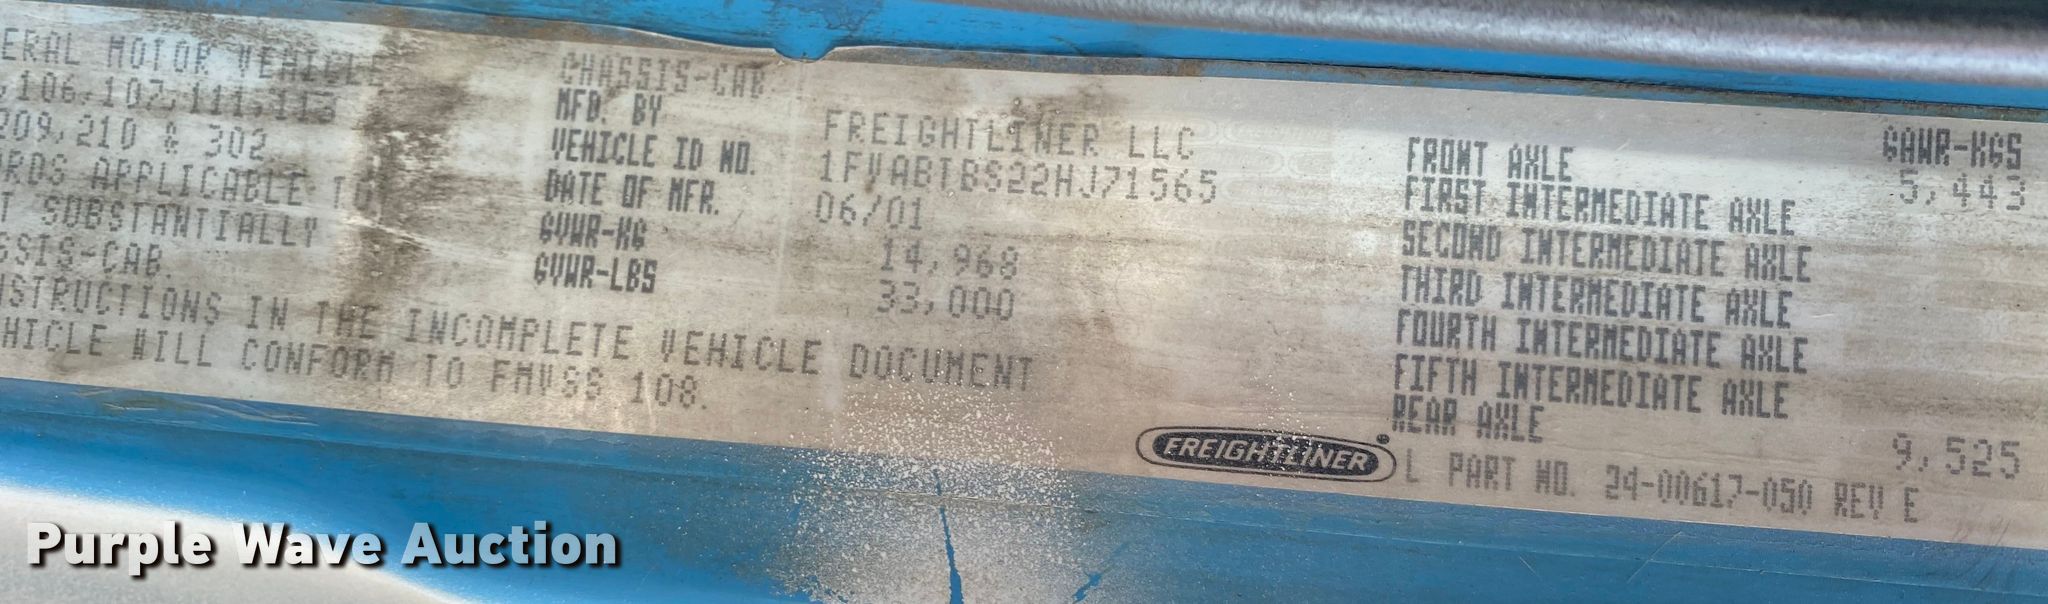 ERAL MOTOR VEHICLE
,106,107,111,113
209,210 & 302
RDS APPLICABLE TO
T SUBSTANTIALLY
SSIS-CAB.
NSTRUCTIONS IN THE INCOMPLETE VEHICLE DOCUMENT
HICLE WILL CONFORM TO FMVSS 108.
CHASSIS-CAB
MFD. BY FREIGHTLINER LLC
VEHICLE ID NO. 1FVABTBS22HJ71565
DATE OF MFR. 06/01
GVWR-KG 14,968
GVWR-LBS 33,000
GAWR-KGS
FRONT AXLE 5,443
FIRST INTERMEDIATE AXLE
SECOND INTERMEDIATE AXLE
THIRD INTERMEDIATE AXLE
FOURTH INTERMEDIATE AXLE
FIFTH INTERMEDIATE AXLE
REAR AXLE 9,525
FREIGHTLINER
L PART NO. 24-00617-050 REV E
Purple Wave Auction